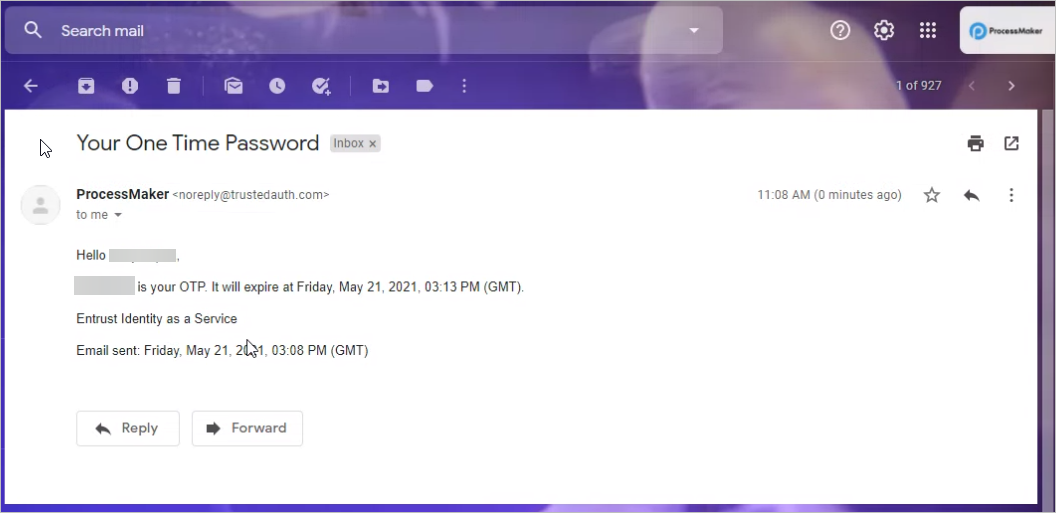 Search mail
ProcessMaker
1 of 927
Your One Time Password
Inbox ×
ProcessMaker <noreply@trustedauth.com>
11:08 AM (0 minutes ago)
to me
Hello ,
is your OTP. It will expire at Friday, May 21, 2021, 03:13 PM (GMT).
Entrust Identity as a Service
Email sent: Friday, May 21, 2021, 03:08 PM (GMT)
Reply
Forward